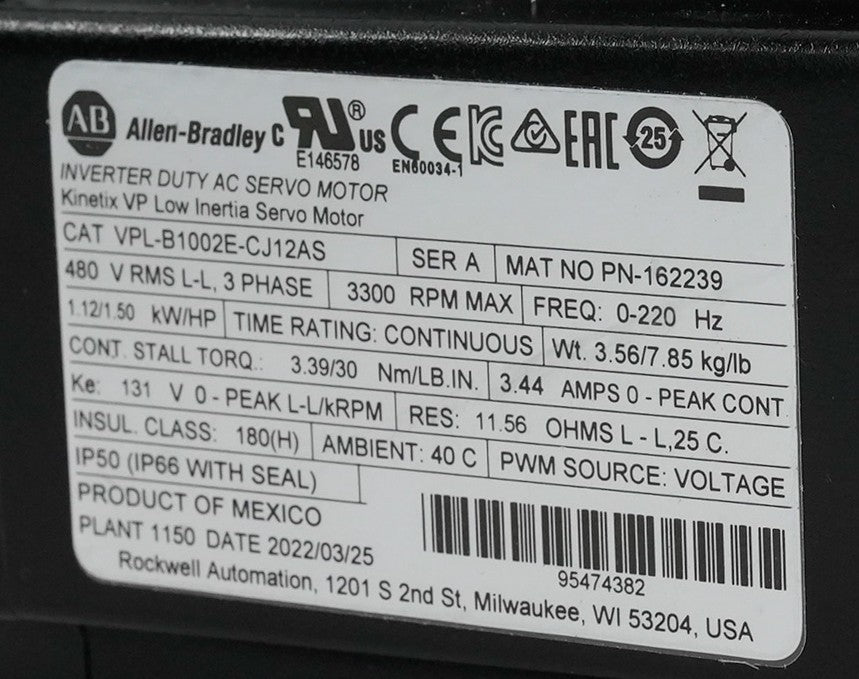 AB Allen-Bradley C RU® US CE KC EAC 25
E146578 EN60034-1
INVERTER DUTY AC SERVO MOTOR
Kinetix VP Low Inertia Servo Motor
CAT VPL-B1002E-CJ12AS SER A MAT NO PN-162239
480 V RMS L-L, 3 PHASE 3300 RPM MAX FREQ: 0-220 Hz
1.12/1.50 kW/HP TIME RATING: CONTINUOUS Wt. 3.56/7.85 kg/lb
CONT. STALL TORQ.: 3.39/30 Nm/LB.IN. 3.44 AMPS 0 - PEAK CONT.
Ke: 131 V 0 - PEAK L-L/kRPM RES: 11.56 OHMS L - L,25 C.
INSUL. CLASS: 180(H) AMBIENT: 40 C PWM SOURCE: VOLTAGE
IP50 (IP66 WITH SEAL)
PRODUCT OF MEXICO
PLANT 1150 DATE 2022/03/25
95474382
Rockwell Automation, 1201 S 2nd St, Milwaukee, WI 53204, USA